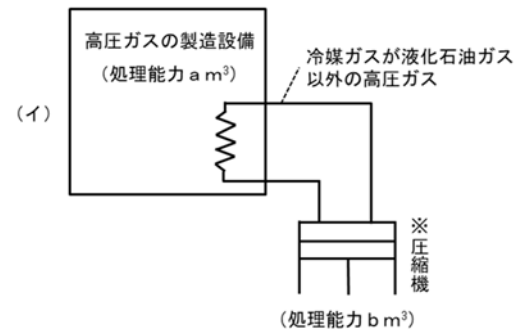 高圧ガスの製造設備
（処理能力ａｍ³）
冷媒ガスが液化石油ガス
以外の高圧ガス
（イ）
※圧縮機
（処理能力ｂｍ³）